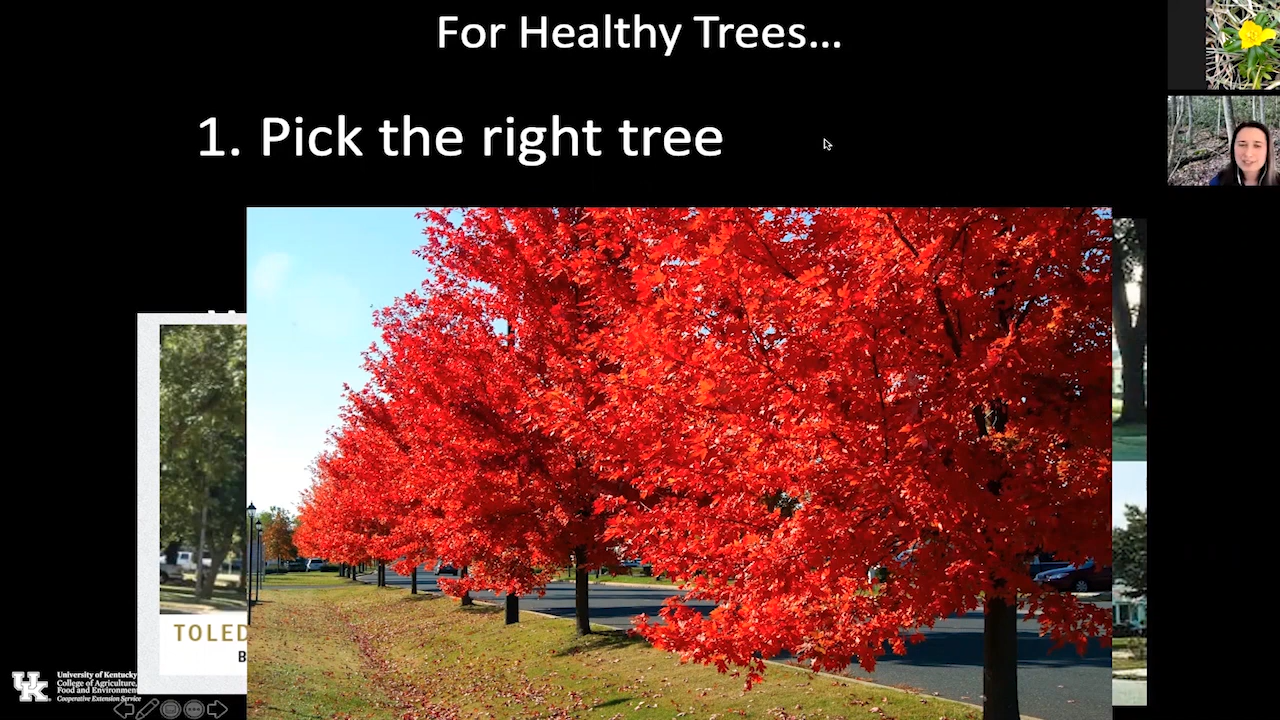 For Healthy Trees...
1. Pick the right tree
TOLED
B
University of Kentucky
College of Agriculture,
Food and Environment
Cooperative Extension Service